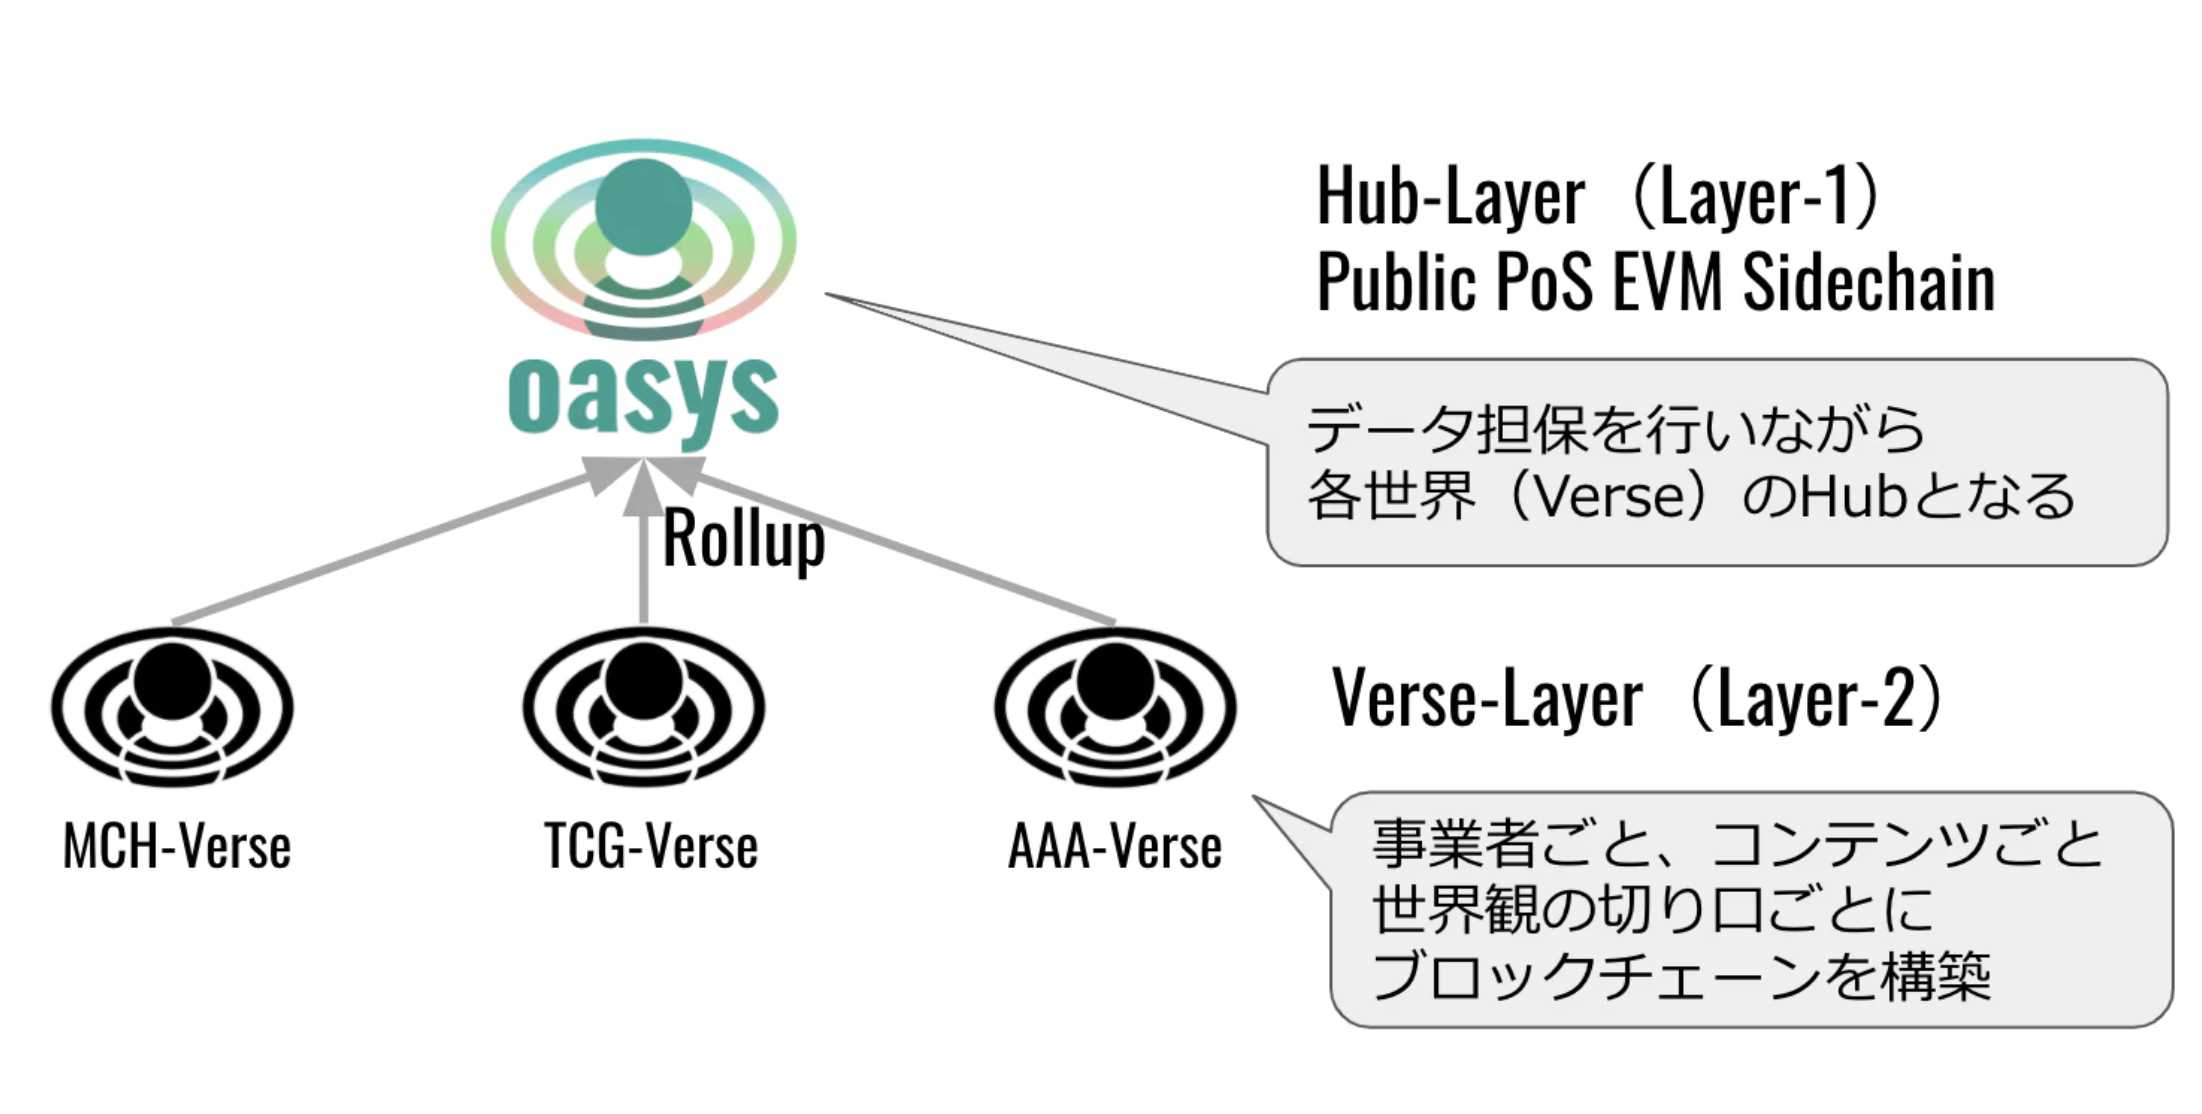 Hub-Layer（Layer-1）
Public PoS EVM Sidechain
oasys
データ担保を行いながら
各世界（Verse）のHubとなる
Rollup
Verse-Layer（Layer-2）
MCH-Verse
TCG-Verse
AAA-Verse
事業者ごと、コンテンツごと
世界観の切り口ごとに
ブロックチェーンを構築